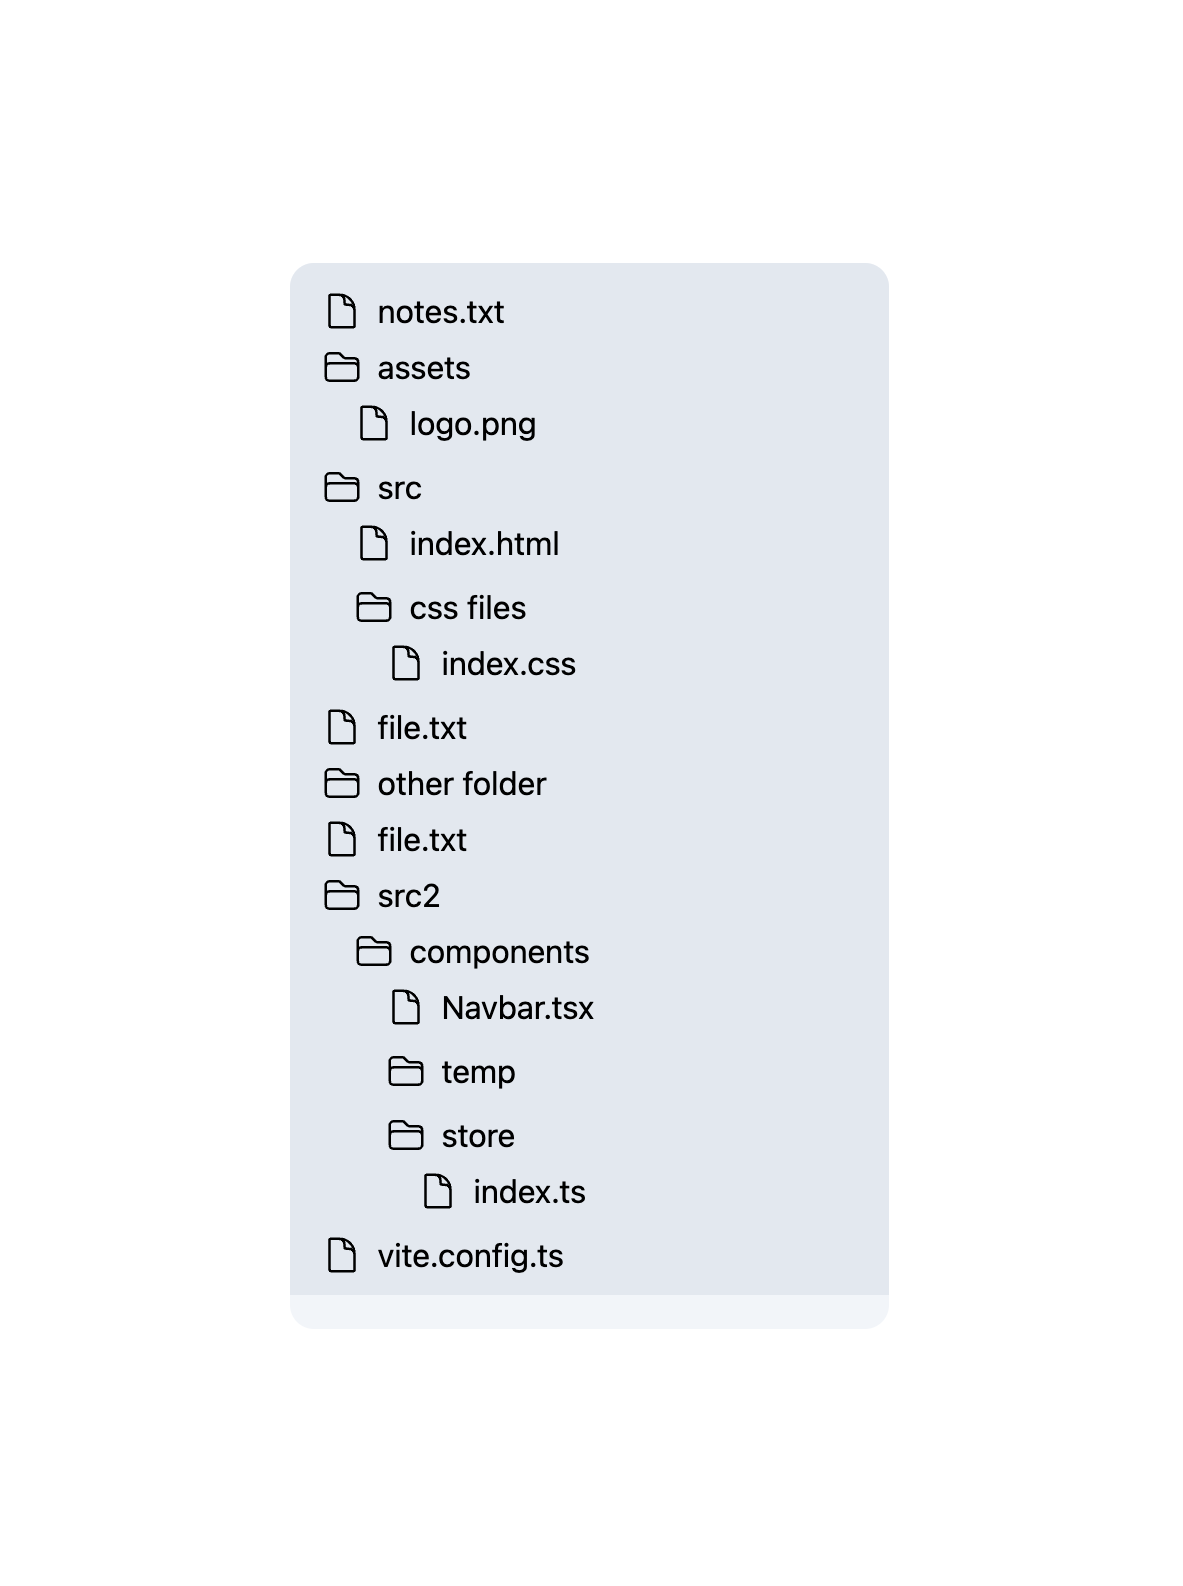 notes.txt
assets
logo.png
src
index.html
css files
index.css
file.txt
other folder
file.txt
src2
components
Navbar.tsx
temp
store
index.ts
vite.config.ts